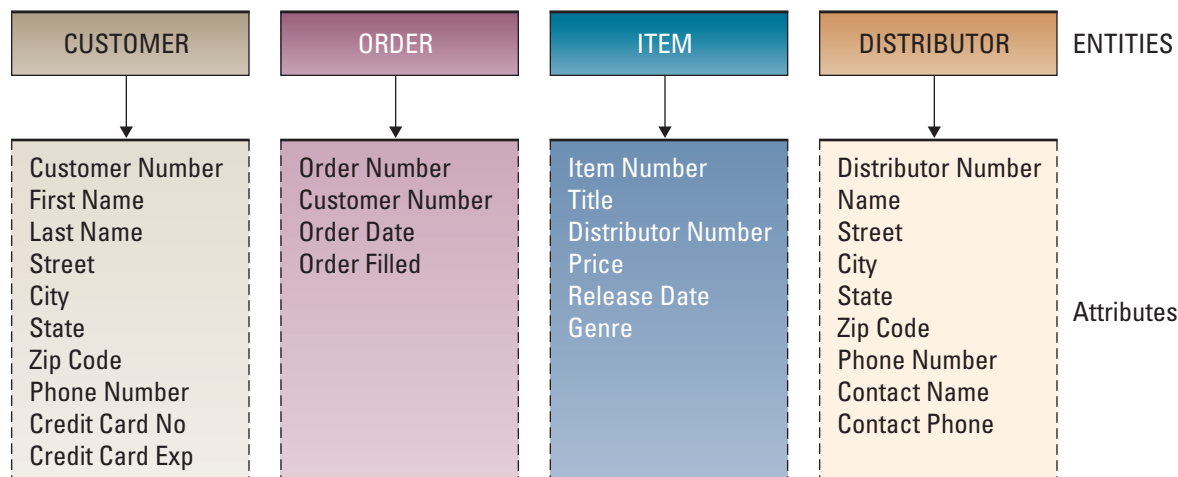 CUSTOMER
ORDER
ITEM
DISTRIBUTOR
ENTITIES
Customer Number
First Name
Last Name
Street
City
State
Zip Code
Phone Number
Credit Card No
Credit Card Exp
Order Number
Customer Number
Order Date
Order Filled
Item Number
Title
Distributor Number
Price
Release Date
Genre
Distributor Number
Name
Street
City
State
Zip Code
Phone Number
Contact Name
Contact Phone
Attributes